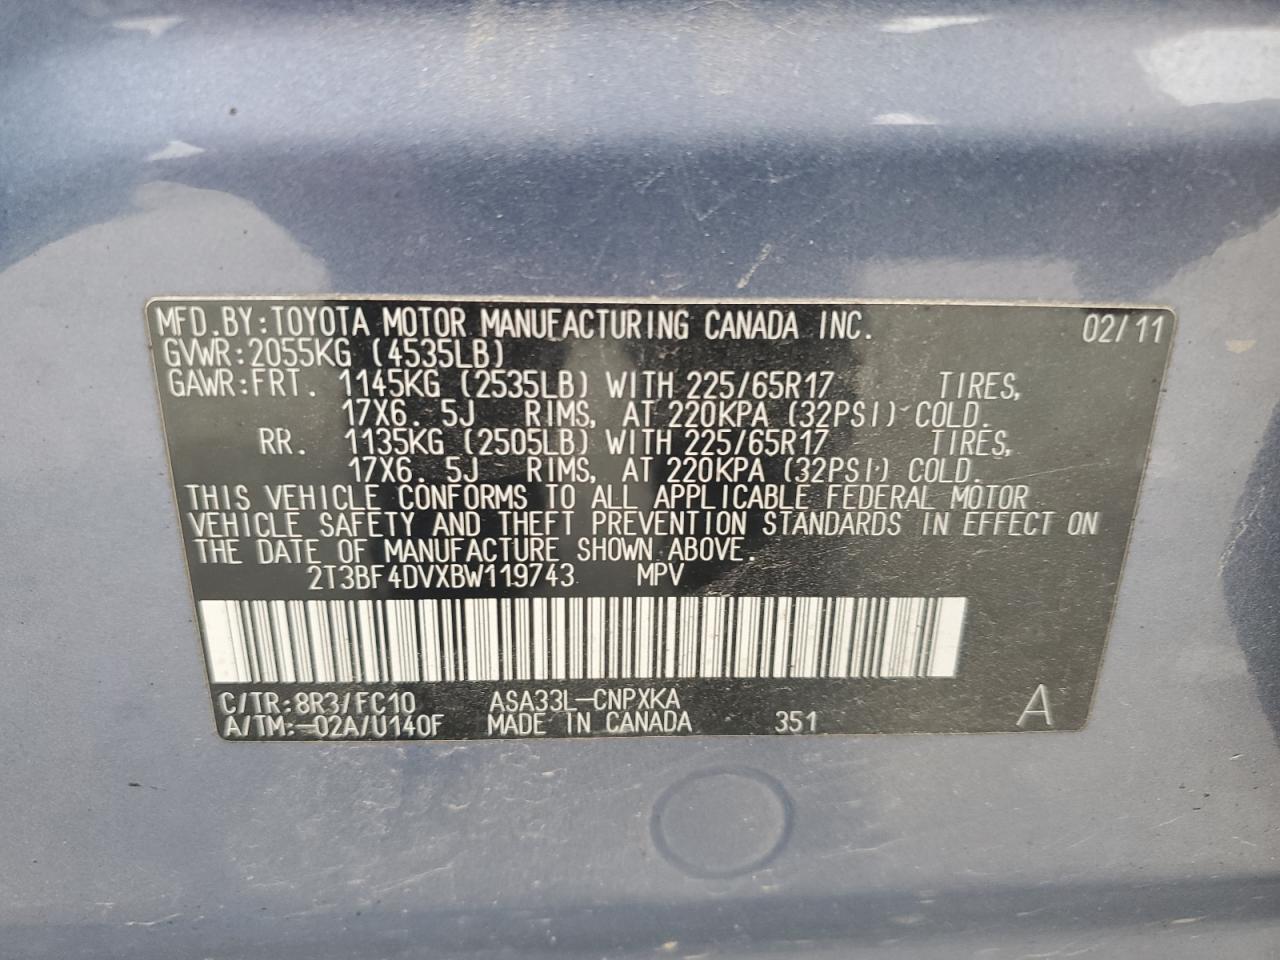 MFD.BY:TOYOTA MOTOR MANUFACTURING CANADA INC. 02/11
GVWR:2055KG (4535LB)
GAWR:FRT. 1145KG (2535LB) WITH 225/65R17 TIRES,
17X6. 5J RIMS, AT 220KPA (32PSI) COLD.
RR. 1135KG (2505LB) WITH 225/65R17 TIRES,
17X6. 5J RIMS, AT 220KPA (32PSI) COLD.
THIS VEHICLE CONFORMS TO ALL APPLICABLE FEDERAL MOTOR
VEHICLE SAFETY AND THEFT PREVENTION STANDARDS IN EFFECT ON
THE DATE OF MANUFACTURE SHOWN ABOVE.
2T3BF4DVXBW119743 MPV
C/TR:8R3/FC10 ASA33L-CNPXKA
A/TM:-02A/U140F MADE IN CANADA 351 A